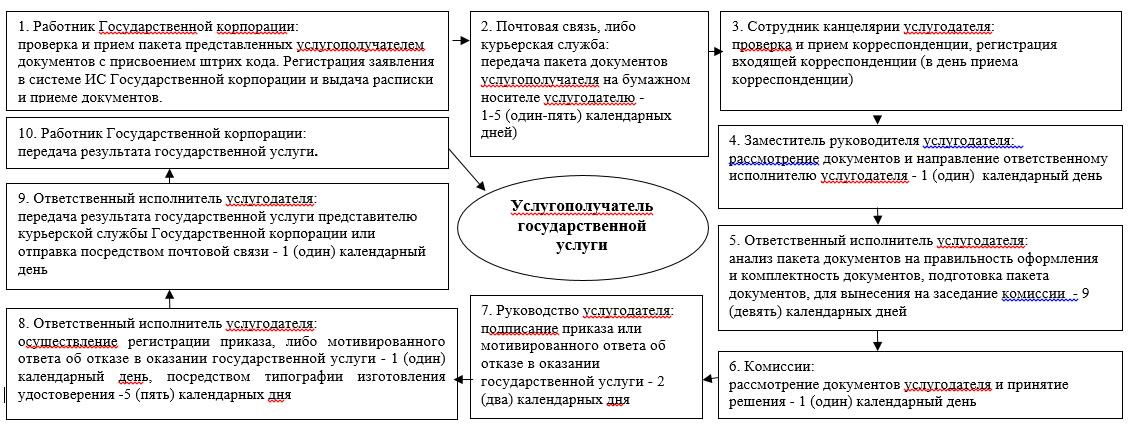 1. Работник Государственной корпорации:
проверка и прием пакета представленных услугополучателем
документов с присвоением штрих кода. Регистрация заявления
в системе ИС Государственной корпорации и выдача расписки
и приеме документов.
2. Почтовая связь, либо
курьерская служба:
передача пакета документов
услугополучателя на бумажном
носителе услугодателю -
1-5 (один-пять) календарных
дней)
3. Сотрудник канцелярии услугодателя:
проверка и прием корреспонденции, регистрация
входящей корреспонденции (в день приема
корреспонденции)
4. Заместитель руководителя услугодателя:
рассмотрение документов и направление ответственному
исполнителю услугодателя - 1 (один) календарный день
5. Ответственный исполнитель услугодателя:
анализ пакета документов на правильность оформления
и комплектность документов, подготовка пакета
документов, для вынесения на заседание комиссии - 9
(девять) календарных дней
6. Комиссии:
рассмотрение документов услугодателя и принятие
решения - 1 (один) календарный день
7. Руководство услугодателя:
подписание приказа или
мотивированного ответа об
отказе в оказании
государственной услуги - 2
(два) календарных дня
8. Ответственный исполнитель услугодателя:
осуществление регистрации приказа, либо мотивированного
ответа об отказе в оказании государственной услуги - 1 (один)
календарный день, посредством типографии изготовления
удостоверения -5 (пять) календарных дня
9. Ответственный исполнитель услугодателя:
передача результата государственной услуги представителю
курьерской службы Государственной корпорации или
отправка посредством почтовой связи - 1 (один) календарный
день
10. Работник Государственной корпорации:
передача результата государственной услуги.
Услугополучатель
государственной
услуги